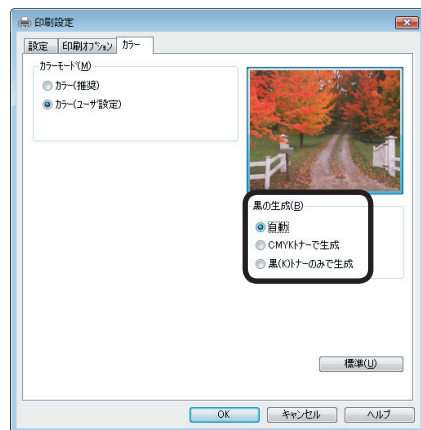 印刷設定
設定 印刷オプション カラー
カラーモード(M)
カラー(推奨)
カラー(ユーザ設定)
黒の生成(B)
自動
CMYKトナーで生成
黒(K)トナーのみで生成
標準(U)
OK キャンセル ヘルプ